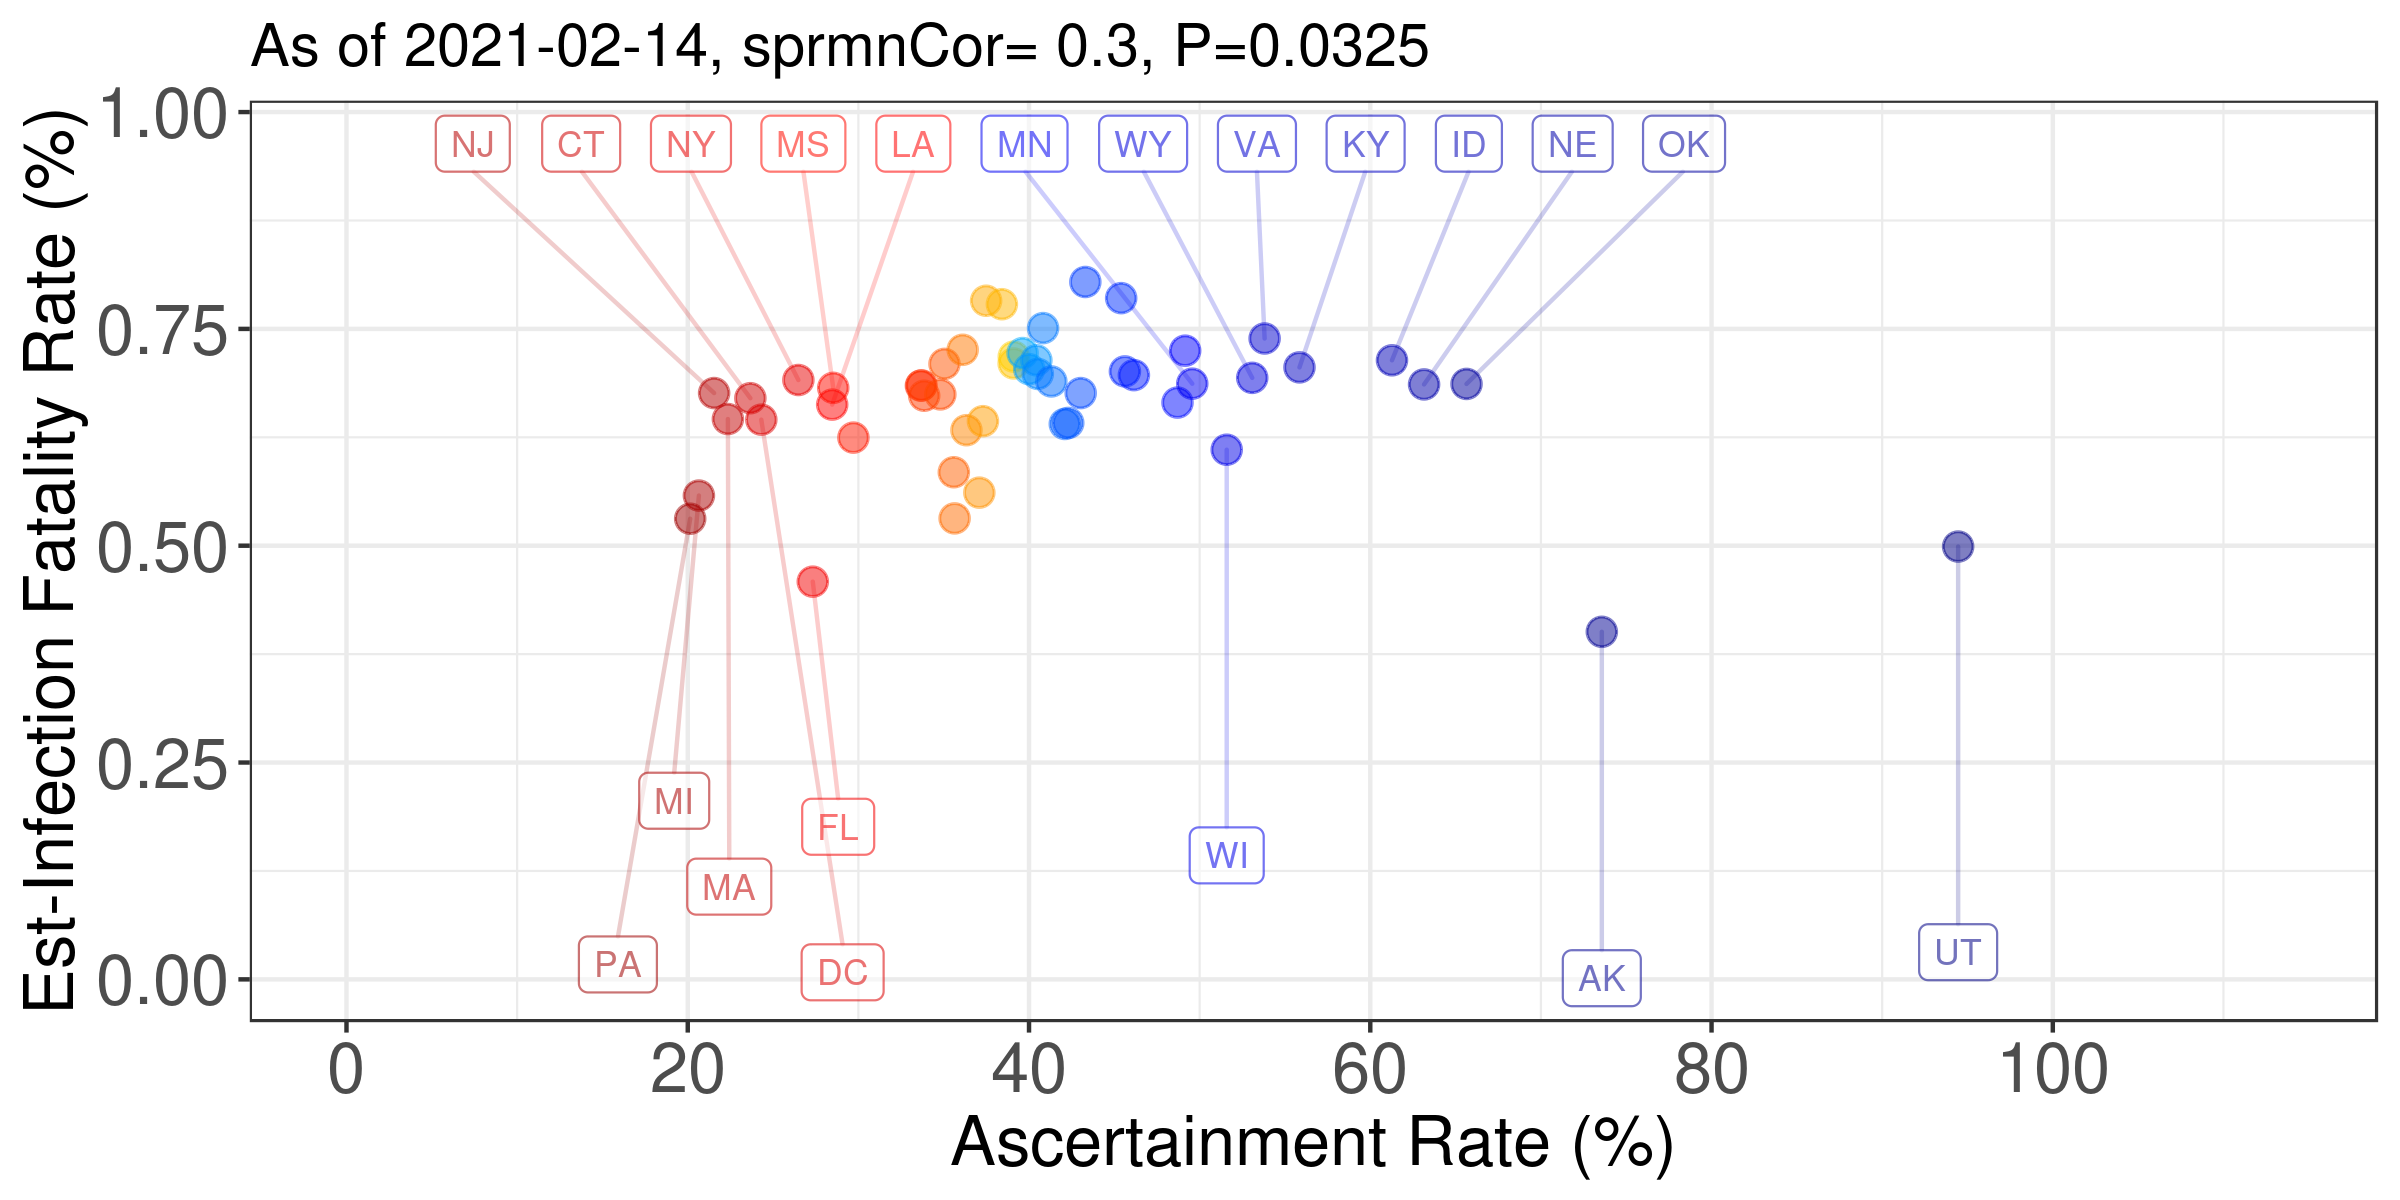 As of 2021-02-14, sprmnCor= 0.3, P=0.0325
Est-Infection Fatality Rate (%)
1.00
0.75
0.50
0.25
0.00
NJ CT NY MS LA MN WY VA KY ID NE OK
MI
FL
WI
MA
UT
PA
DC
AK
0 20 40 60 80 100
Ascertainment Rate (%)